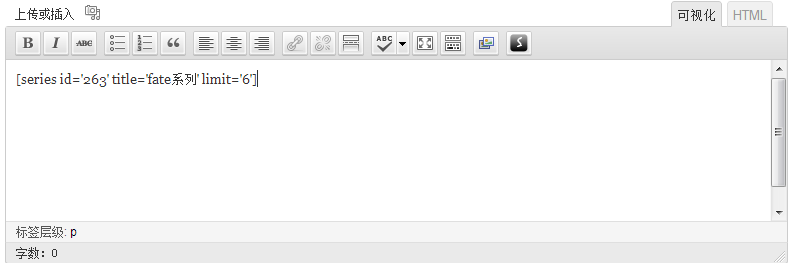 上传或插入
可视化 HTML
B I ABC ABC S
[series id='263' title='fate系列' limit='6']
标签层级: p
字数: 0